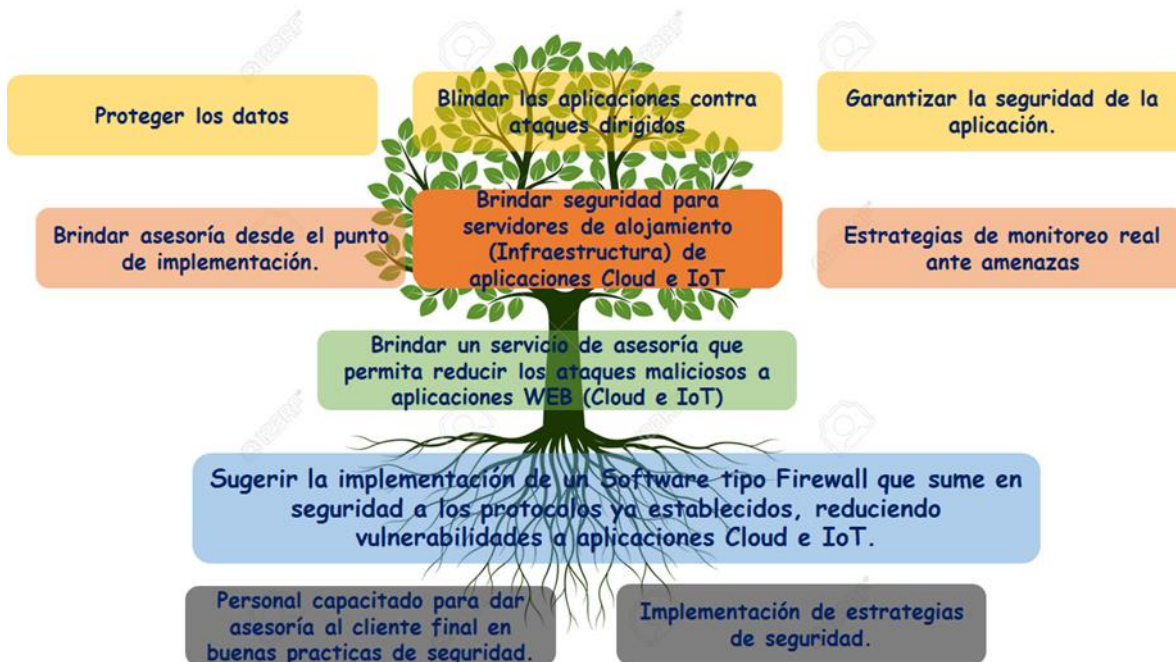 Proteger los datos
Blindar las aplicaciones contra
ataques dirigidos
Garantizar la seguridad de la
aplicación.
Brindar asesoría desde el punto
de implementación.
Brindar seguridad para
servidores de alojamiento
(Infraestructura) de
aplicaciones Cloud e IoT
Estrategias de monitoreo real
ante amenazas
Brindar un servicio de asesoría que
permita reducir los ataques maliciosos a
aplicaciones WEB (Cloud e IoT)
Sugerir la implementación de un Software tipo Firewall que sume en
seguridad a los protocolos ya establecidos, reduciendo
vulnerabilidades a aplicaciones Cloud e IoT.
Personal capacitado para dar
asesoría al cliente final en
buenas practicas de seguridad.
Implementación de estrategias
de seguridad.